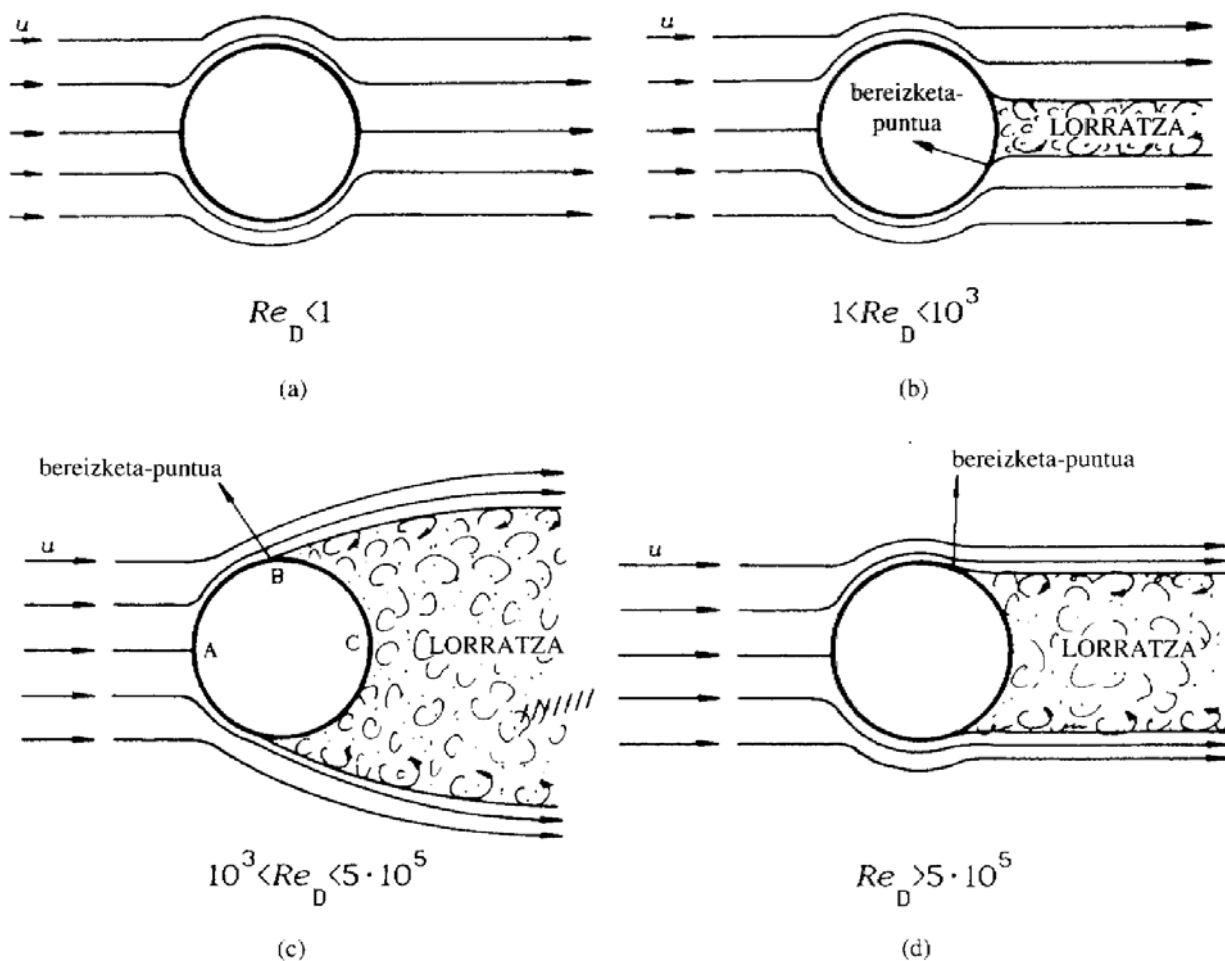 u
bereizketa-
puntua
LORRATZA
u
Re_D<1
1<Re_D<10^3
(a)
(b)
bereizketa-puntua
u
B
A
C
LORRATZA
bereizketa-puntua
u
LORRATZA
10^3<Re_D<5·10^5
Re_D>5·10^5
(c)
(d)